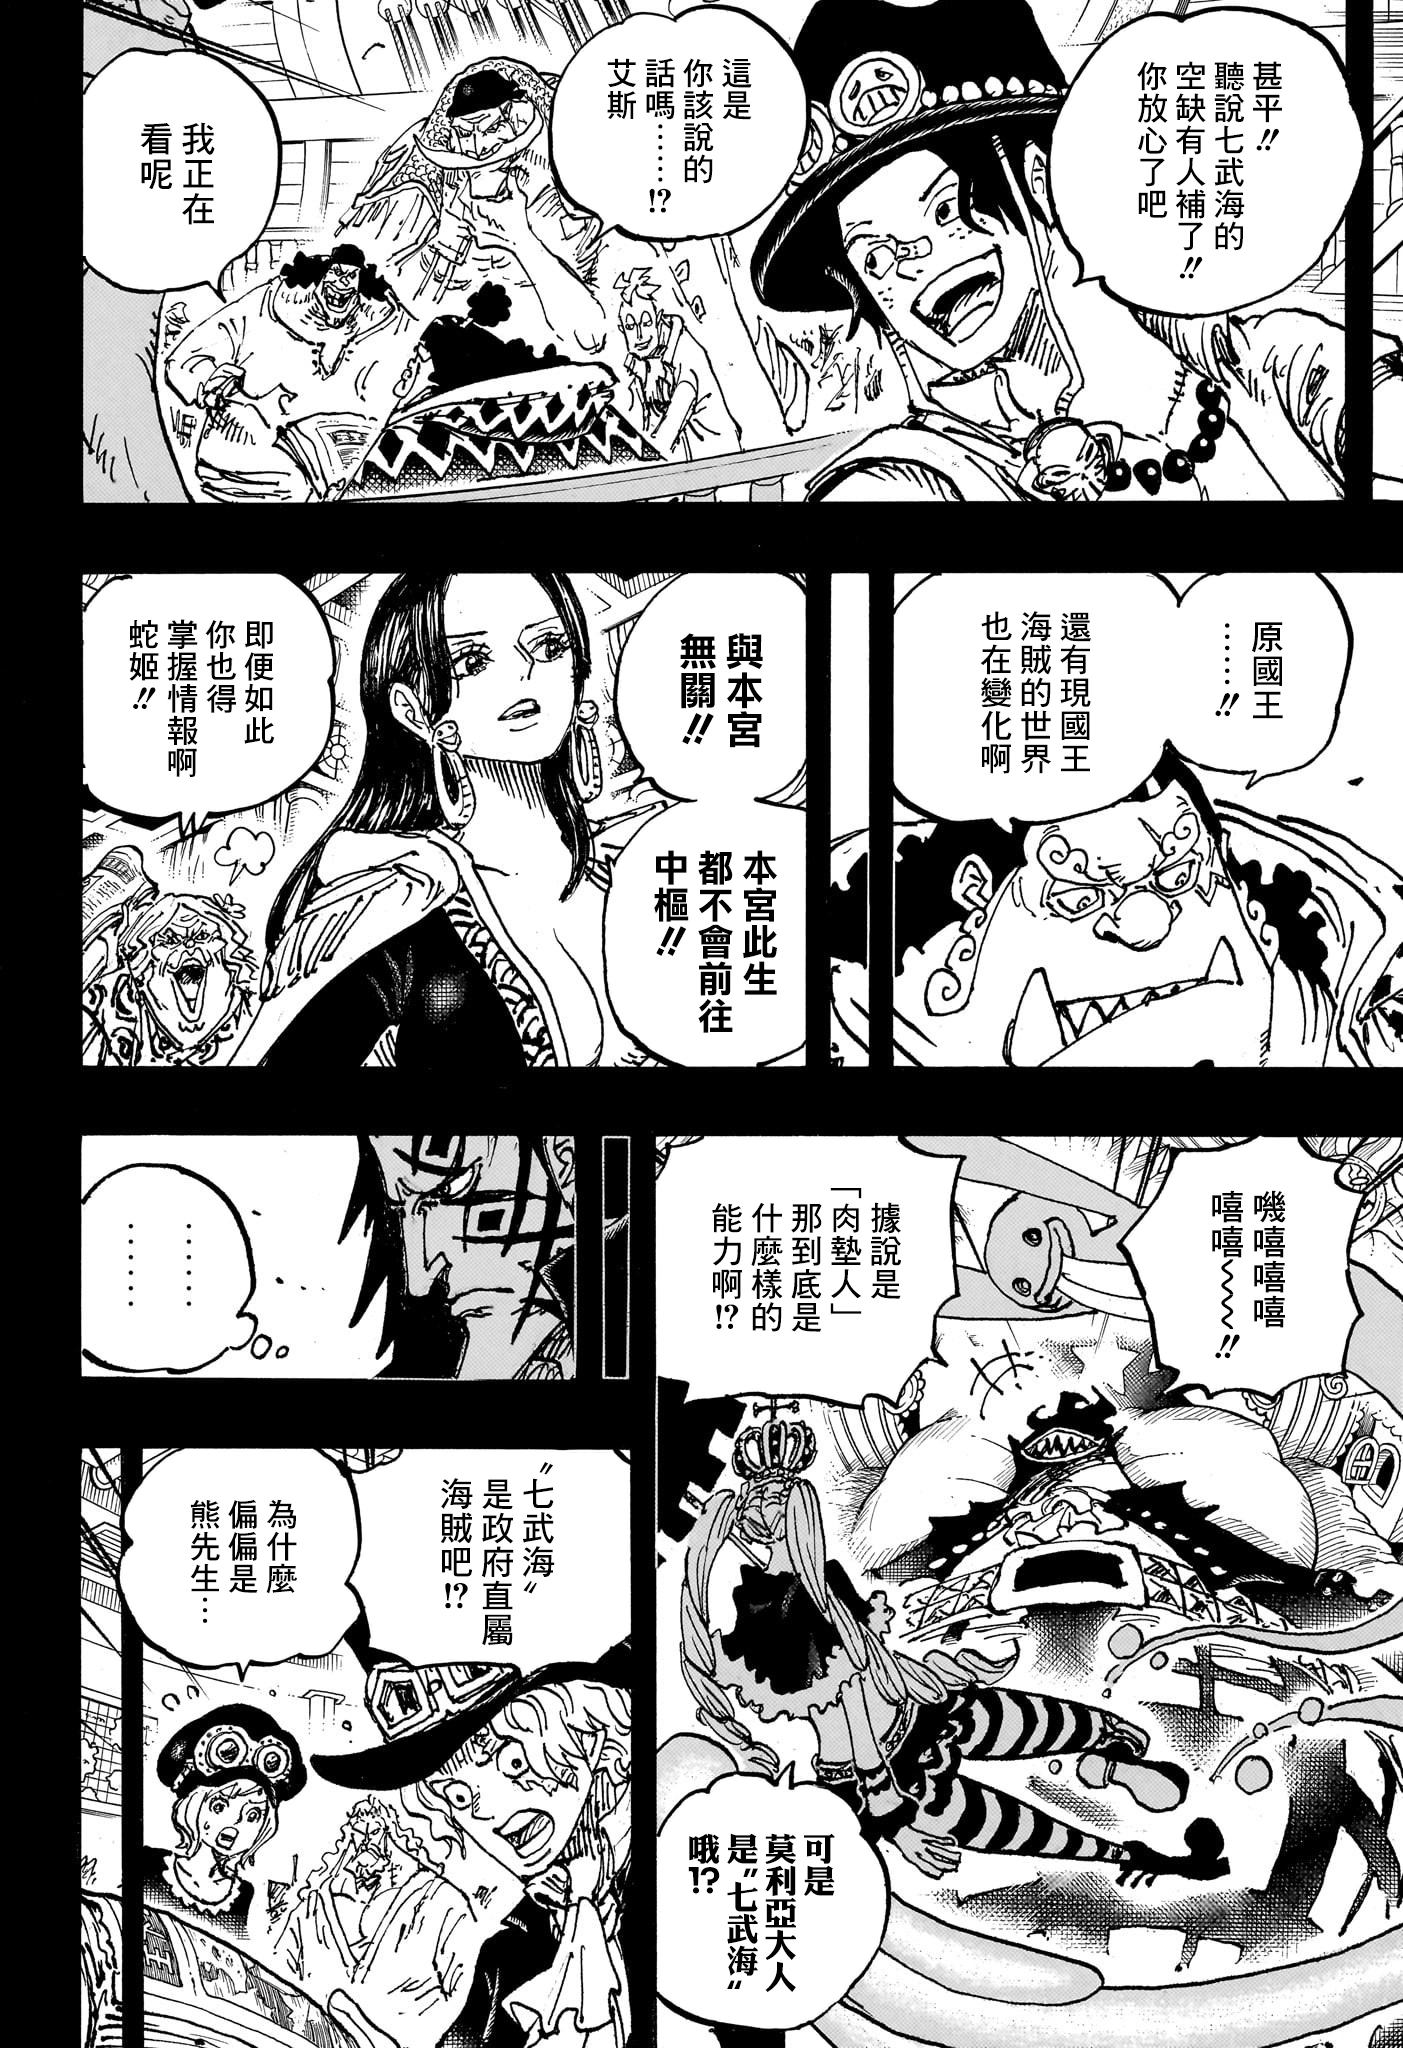 甚平!!
聽說七武海的
空缺有人補了!!
你放心了吧
這是
你該說的
話嗎……!?
艾斯
我正在
看呢
原國王
……!!
還有現國王
海賊的世界
也在變化啊
與本宮
無關!!
本宮此生
都不會前往
中樞!!
即便如此
你也得
掌握情報啊
蛇姬!!
嘰嘻嘻嘻
嘻嘻～～!!
據說是
「肉墊人」
那到底是
什麼樣的
能力啊!?
可是
莫利亞大人
是〝七武海〞
哦!?
………
………
〝七武海〞
是政府直屬
海賊吧!?
為什麼
偏偏是
熊先生…